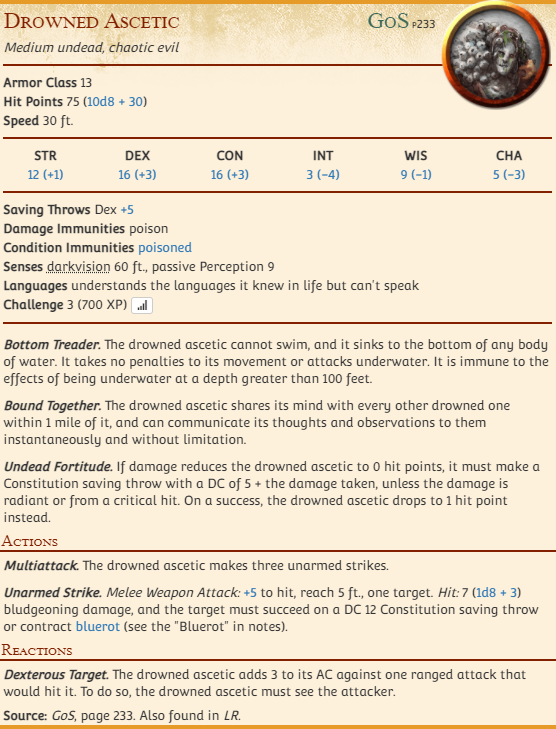 Drowned Ascetic
GoS p233
Medium undead, chaotic evil
Armor Class 13
Hit Points 75 (10d8 + 30)
Speed 30 ft.
STR DEX CON INT WIS CHA
12 (+1) 16 (+3) 16 (+3) 3 (−4) 9 (−1) 5 (−3)
Saving Throws Dex +5
Damage Immunities poison
Condition Immunities poisoned
Senses darkvision 60 ft., passive Perception 9
Languages understands the languages it knew in life but can't speak
Challenge 3 (700 XP)
Bottom Treader. The drowned ascetic cannot swim, and it sinks to the bottom of any body
of water. It takes no penalties to its movement or attacks underwater. It is immune to the
effects of being underwater at a depth greater than 100 feet.
Bound Together. The drowned ascetic shares its mind with every other drowned one
within 1 mile of it, and can communicate its thoughts and observations to them
instantaneously and without limitation.
Undead Fortitude. If damage reduces the drowned ascetic to 0 hit points, it must make a
Constitution saving throw with a DC of 5 + the damage taken, unless the damage is
radiant or from a critical hit. On a success, the drowned ascetic drops to 1 hit point
instead.
Actions
Multiattack. The drowned ascetic makes three unarmed strikes.
Unarmed Strike. Melee Weapon Attack: +5 to hit, reach 5 ft., one target. Hit: 7 (1d8 + 3)
bludgeoning damage, and the target must succeed on a DC 12 Constitution saving throw
or contract bluerot (see the "Bluerot" in notes).
Reactions
Dexterous Target. The drowned ascetic adds 3 to its AC against one ranged attack that
would hit it. To do so, the drowned ascetic must see the attacker.
Source: GoS, page 233. Also found in LR.